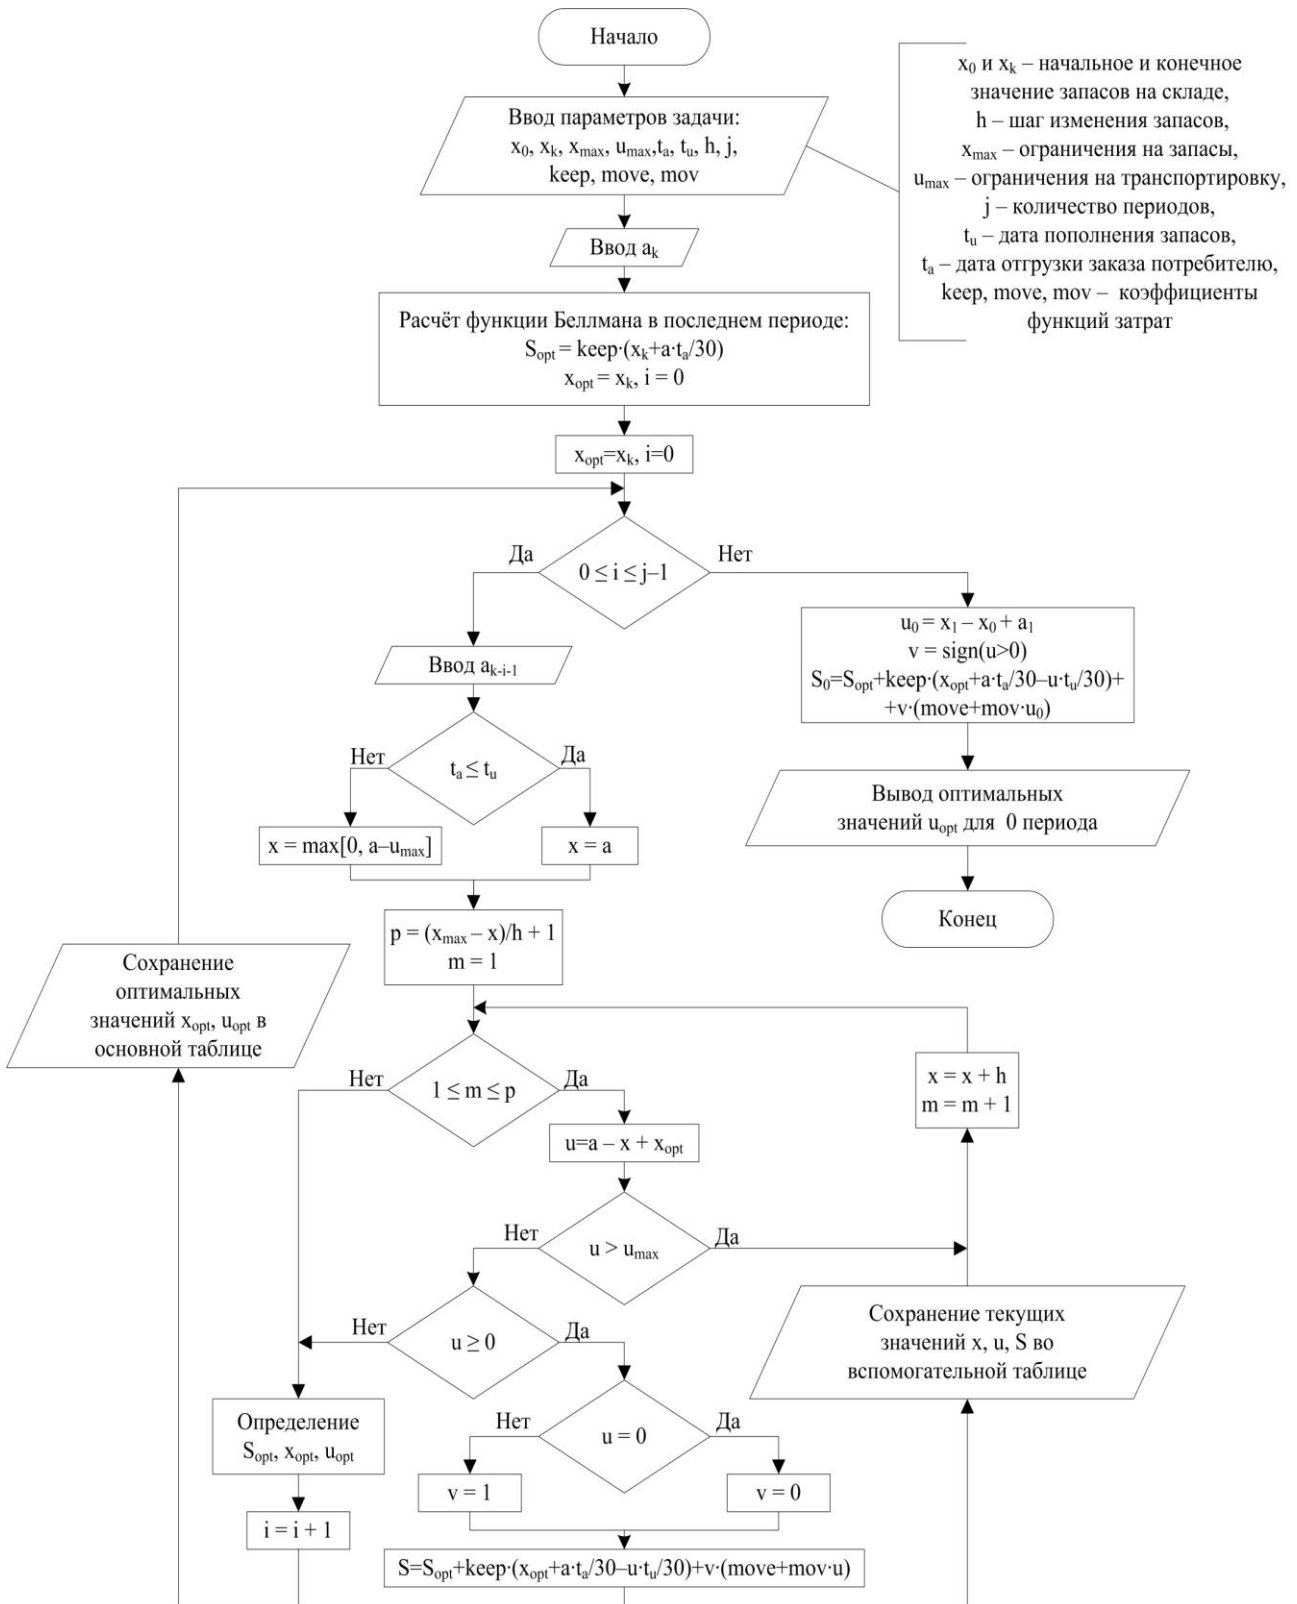 Начало
x₀ и xₖ – начальное и конечное
значение запасов на складе,
h – шаг изменения запасов,
xₘₐₓ – ограничения на запасы,
uₘₐₓ – ограничения на транспортировку,
j – количество периодов,
tᵤ – дата пополнения запасов,
tₐ – дата отгрузки заказа потребителю,
keep, move, mov – коэффициенты
функций затрат
Ввод параметров задачи:
x₀, xₖ, xₘₐₓ, uₘₐₓ,tₐ, tᵤ, h, j,
keep, move, mov
Ввод aₖ
Расчёт функции Беллмана в последнем периоде:
Sₒₚₜ = keep·(xₖ+a·tₐ/30)
xₒₚₜ = xₖ, i = 0
xₒₚₜ=xₖ, i=0
Да
Нет
0 ≤ i ≤ j–1
u₀ = x₁ – x₀ + a₁
v = sign(u>0)
S₀=Sₒₚₜ+keep·(xₒₚₜ+a·tₐ/30–u·tᵤ/30)+
+v·(move+mov·u₀)
Ввод aₖ₋ᵢ₋₁
Нет
Да
tₐ ≤ tᵤ
Вывод оптимальных
значений uₒₚₜ для 0 периода
x = max[0, a–uₘₐₓ]
x = a
Конец
p = (xₘₐₓ – x)/h + 1
m = 1
Сохранение
оптимальных
значений xₒₚₜ, uₒₚₜ в
основной таблице
Нет
Да
1 ≤ m ≤ p
x = x + h
m = m + 1
u=a – x + xₒₚₜ
Нет
Да
u > uₘₐₓ
Сохранение текущих
значений x, u, S во
вспомогательной таблице
Нет
Да
u ≥ 0
Определение
Sₒₚₜ, xₒₚₜ, uₒₚₜ
Нет
Да
u = 0
v = 1
v = 0
i = i + 1
S=Sₒₚₜ+keep·(xₒₚₜ+a·tₐ/30–u·tᵤ/30)+v·(move+mov·u)